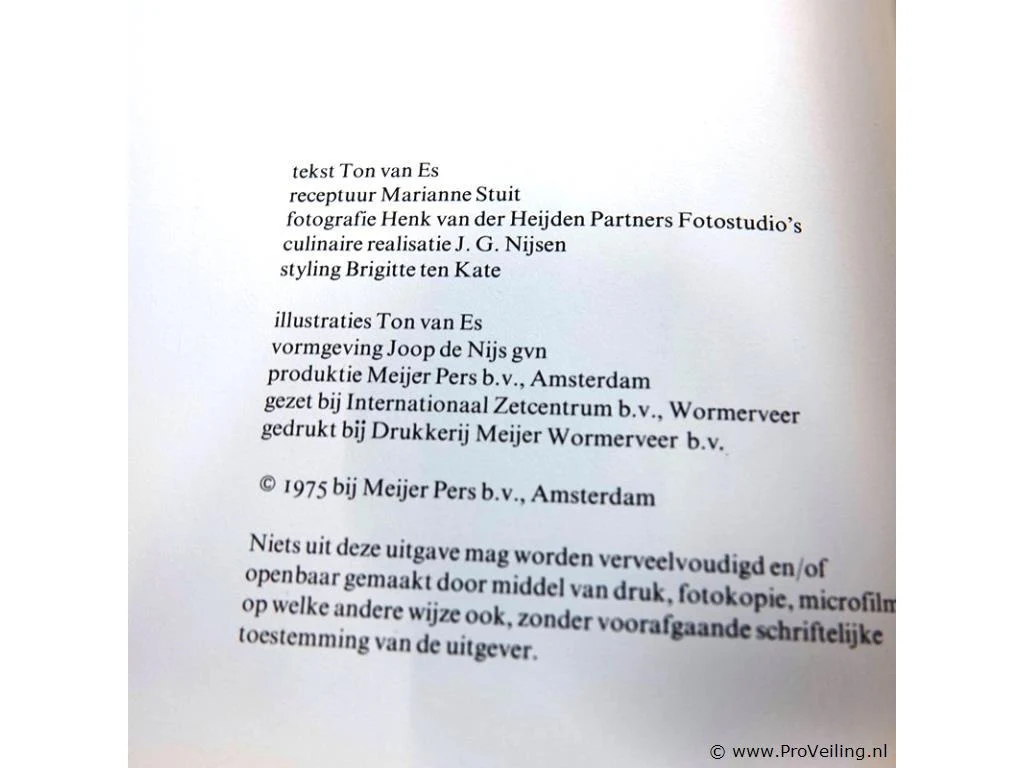 tekst Ton van Es
receptuur Marianne Stuit
fotografie Henk van der Heijden Partners Fotostudio's
culinaire realisatie J. G. Nijsen
styling Brigitte ten Kate
illustraties Ton van Es
vormgeving Joop de Nijs gvn
produktie Meijer Pers b.v., Amsterdam
gezet bij Internationaal Zetcentrum b.v., Wormerveer
gedrukt bij Drukkerij Meijer Wormerveer b.v.
© 1975 bij Meijer Pers b.v., Amsterdam
Niets uit deze uitgave mag worden verveelvoudigd en/of
openbaar gemaakt door middel van druk, fotokopie, microfilm
op welke andere wijze ook, zonder voorafgaande schriftelijke
toestemming van de uitgever.
© www.ProVeiling.nl